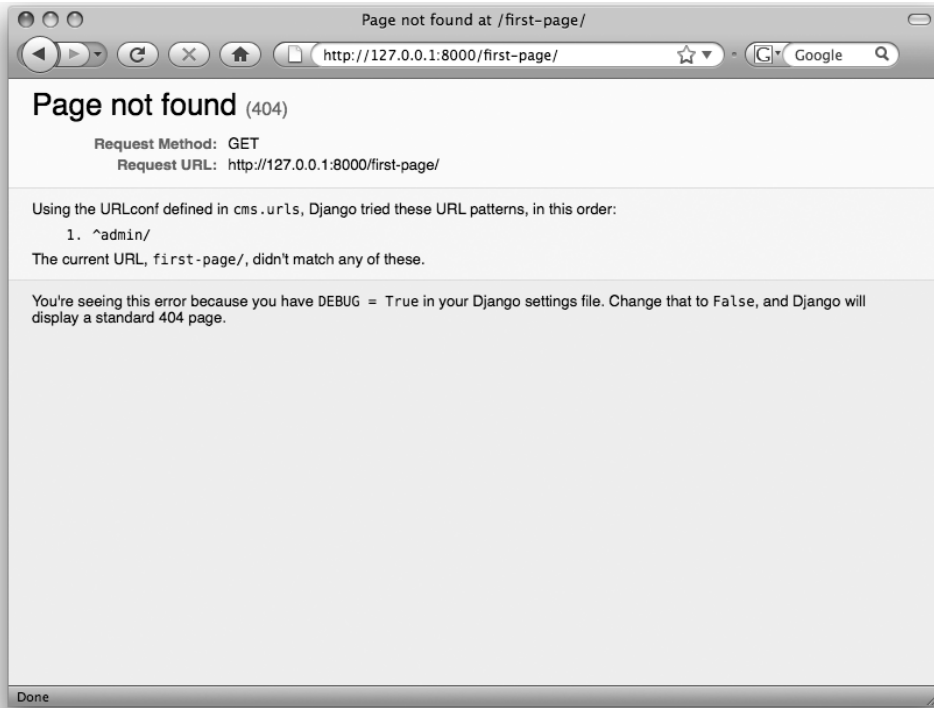 Page not found at /first-page/
http://127.0.0.1:8000/first-page/
G
Google
Page not found (404)
Request Method: GET
Request URL: http://127.0.0.1:8000/first-page/
Using the URLconf defined in cms.urls, Django tried these URL patterns, in this order:
1. ^admin/
The current URL, first-page/, didn't match any of these.
You're seeing this error because you have DEBUG = True in your Django settings file. Change that to False, and Django will
display a standard 404 page.
Done